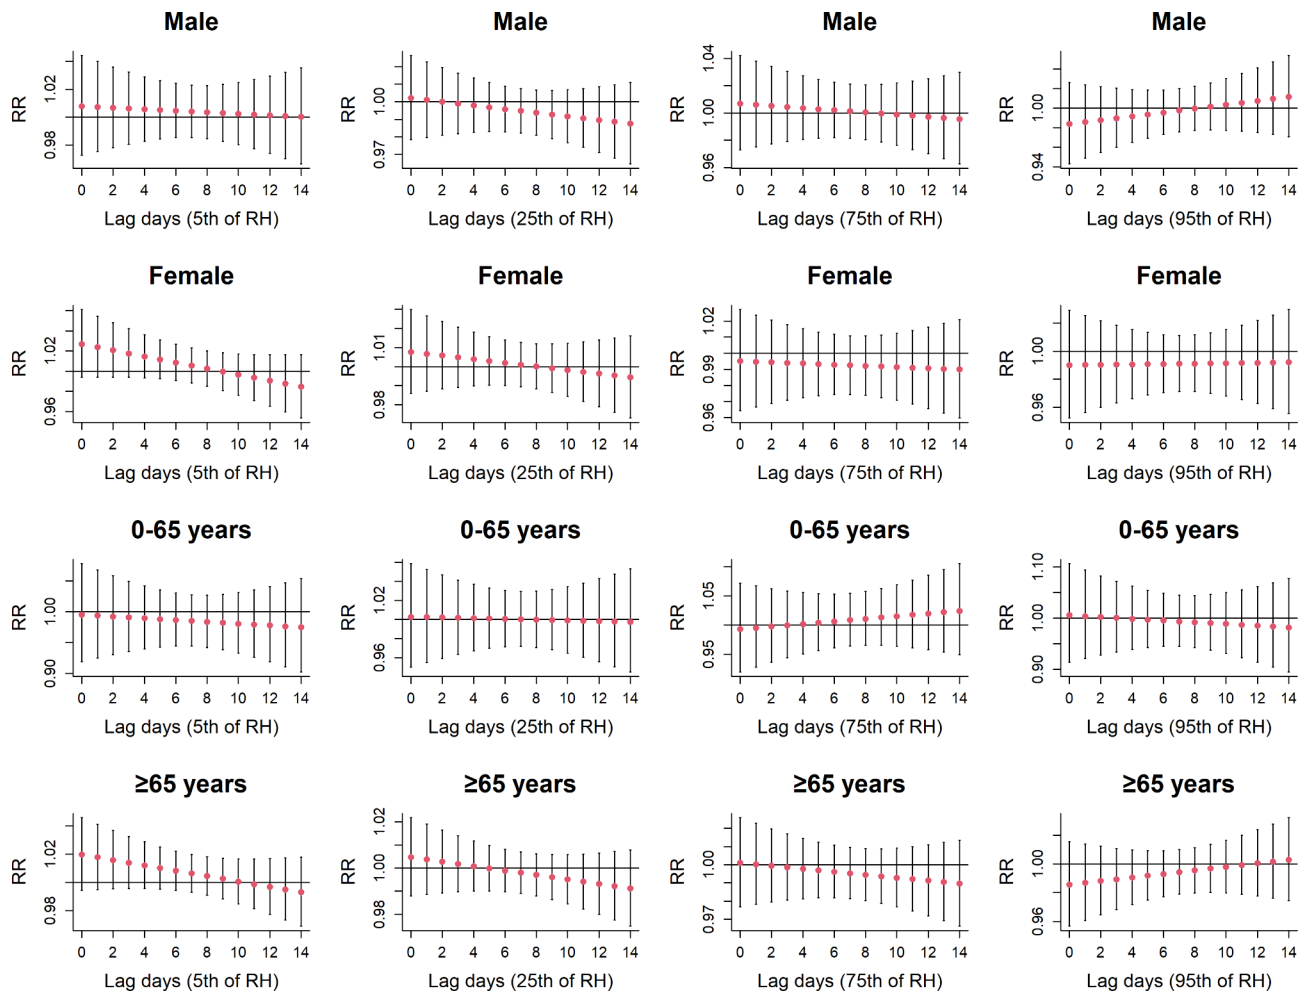 Male Male Male Male
RR 0.98 1.02
RR 0.97 1.00
RR 0.96 1.00 1.04
RR 0.94 1.00
0 2 4 6 8 10 12 14 0 2 4 6 8 10 12 14 0 2 4 6 8 10 12 14 0 2 4 6 8 10 12 14
Lag days (5th of RH) Lag days (25th of RH) Lag days (75th of RH) Lag days (95th of RH)
Female Female Female Female
RR 0.96 1.02
RR 0.98 1.01
RR 0.96 0.99 1.02
RR 0.96 1.00
0 2 4 6 8 10 12 14 0 2 4 6 8 10 12 14 0 2 4 6 8 10 12 14 0 2 4 6 8 10 12 14
Lag days (5th of RH) Lag days (25th of RH) Lag days (75th of RH) Lag days (95th of RH)
0-65 years 0-65 years 0-65 years 0-65 years
RR 0.90 1.00
RR 0.96 1.02
RR 0.95 1.05
RR 0.90 1.00 1.10
0 2 4 6 8 10 12 14 0 2 4 6 8 10 12 14 0 2 4 6 8 10 12 14 0 2 4 6 8 10 12 14
Lag days (5th of RH) Lag days (25th of RH) Lag days (75th of RH) Lag days (95th of RH)
≥65 years ≥65 years ≥65 years ≥65 years
RR 0.98 1.02
RR 0.98 1.00 1.02
RR 0.97 1.00
RR 0.96 1.00
0 2 4 6 8 10 12 14 0 2 4 6 8 10 12 14 0 2 4 6 8 10 12 14 0 2 4 6 8 10 12 14
Lag days (5th of RH) Lag days (25th of RH) Lag days (75th of RH) Lag days (95th of RH)